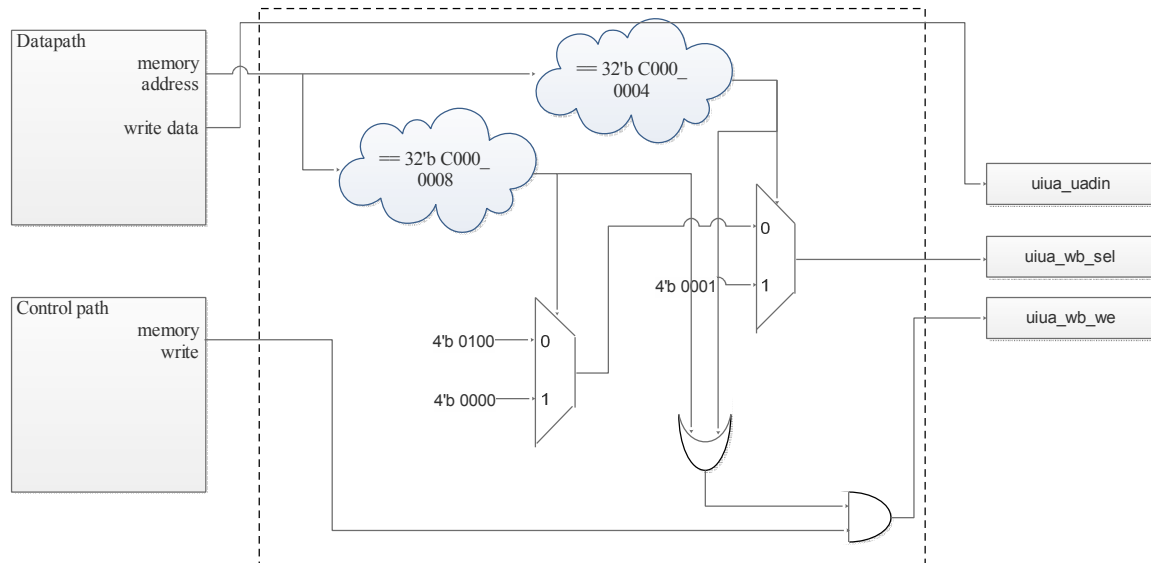 Datapath
memory
address
write data
== 32'b C000_
0004
== 32'b C000_
0008
uiua_uadin
0
uiua_wb_sel
4'b 0001
1
Control path
memory
write
uiua_wb_we
4'b 0100
0
4'b 0000
1